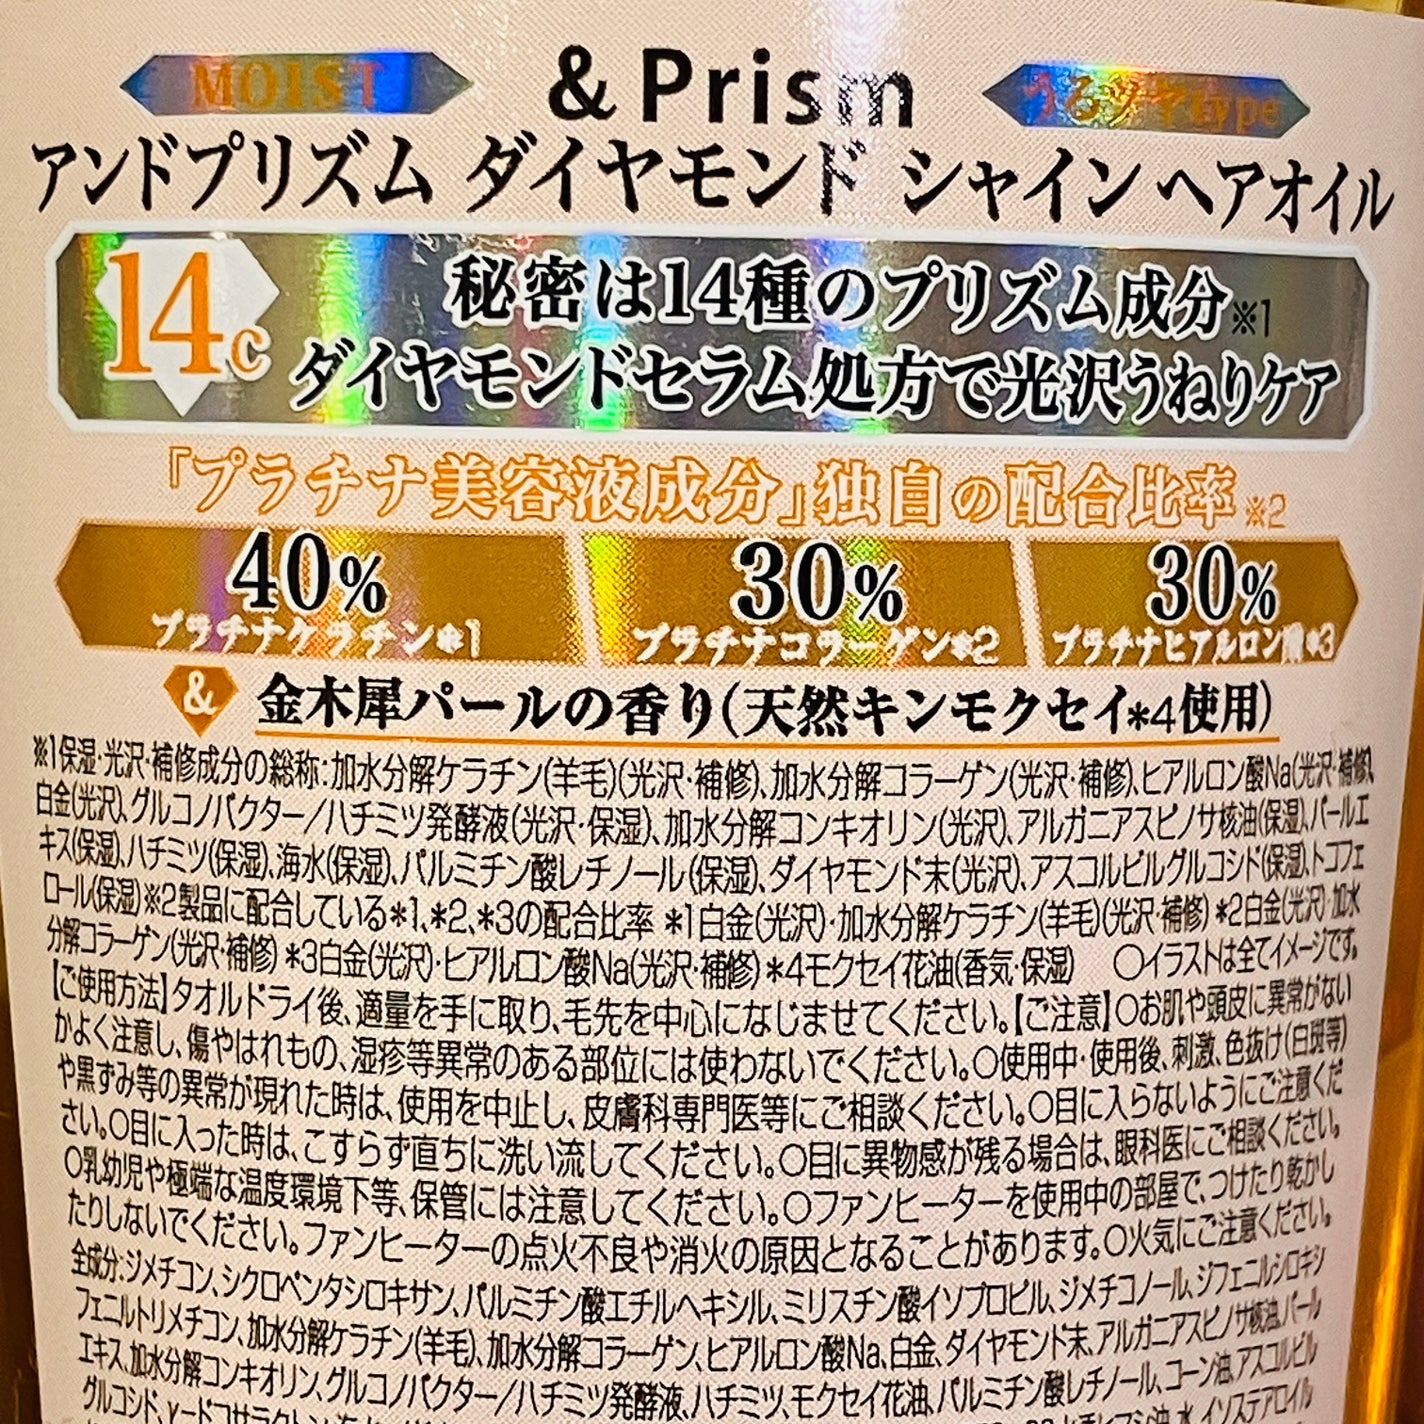 MOIST
& Prism
うるツヤtype
アンドプリズム ダイヤモンド シャイン ヘアオイル
14c
秘密は14種のプリズム成分※1
ダイヤモンドセラム処方で光沢うねりケア
「プラチナ美容液成分」独自の配合比率※2
40%
プラチナケラチン*1
30%
プラチナコラーゲン*2
30%
プラチナヒアルロン酸*3
& 金木犀パールの香り(天然キンモクセイ*4使用)
※1保湿・光沢・補修成分の総称:加水分解ケラチン(羊毛)(光沢・補修)、加水分解コラーゲン(光沢・補修)、ヒアルロン酸Na(光沢・補修)、
白金(光沢)、グルコノバクター/ハチミツ発酵液(光沢・保湿)、加水分解コンキオリン(光沢)、アルガニアスピノサ核油(保湿)、パールエ
キス(保湿)、ハチミツ(保湿)、海水(保湿)、パルミチン酸レチノール(保湿)、ダイヤモンド末(光沢)、アスコルビルグルコシド(保湿)、トコフェ
ロール(保湿)※2製品に配合している*1、*2、*3の配合比率 *1白金(光沢)・加水分解ケラチン(羊毛)(光沢・補修) *2白金(光沢)・加水
分解コラーゲン(光沢・補修) *3白金(光沢)・ヒアルロン酸Na(光沢・補修) *4モクセイ花油(香気・保湿) ○イラストは全てイメージです。
【ご使用方法】タオルドライ後、適量を手に取り、毛先を中心になじませてください。【ご注意】○お肌や頭皮に異常がない
かよく注意し、傷やはれもの、湿疹等異常のある部位には使わないでください。○使用中・使用後、刺激、色抜け(白斑等)
や黒ずみ等の異常が現れた時は、使用を中止し、皮膚科専門医等にご相談ください。○目に入らないようにご注意くだ
さい。○目に入った時は、こすらず直ちに洗い流してください。○目に異物感が残る場合は、眼科医にご相談ください。
○乳幼児や極端な温度環境下等、保管には注意してください。○ファンヒーターを使用中の部屋で、つけたり乾かし
たりしないでください。ファンヒーターの点火不良や消火の原因となることがあります。○火気にご注意ください。
全成分:ジメチコン、シクロペンタシロキサン、パルミチン酸エチルヘキシル、ミリスチン酸イソプロピル、ジメチコノール、ジフェニルシロキシ
フェニルトリメチコン、加水分解ケラチン(羊毛)、加水分解コラーゲン、ヒアルロン酸Na、白金、ダイヤモンド末、アルガニアスピノサ核油、パール
エキス、加水分解コンキオリン、グルコノバクター/ハチミツ発酵液、ハチミツ、モクセイ花油、パルミチン酸レチノール、コーン油、アスコルビル
グルコシド、γ-ドコサラクトン、イソステアロイル